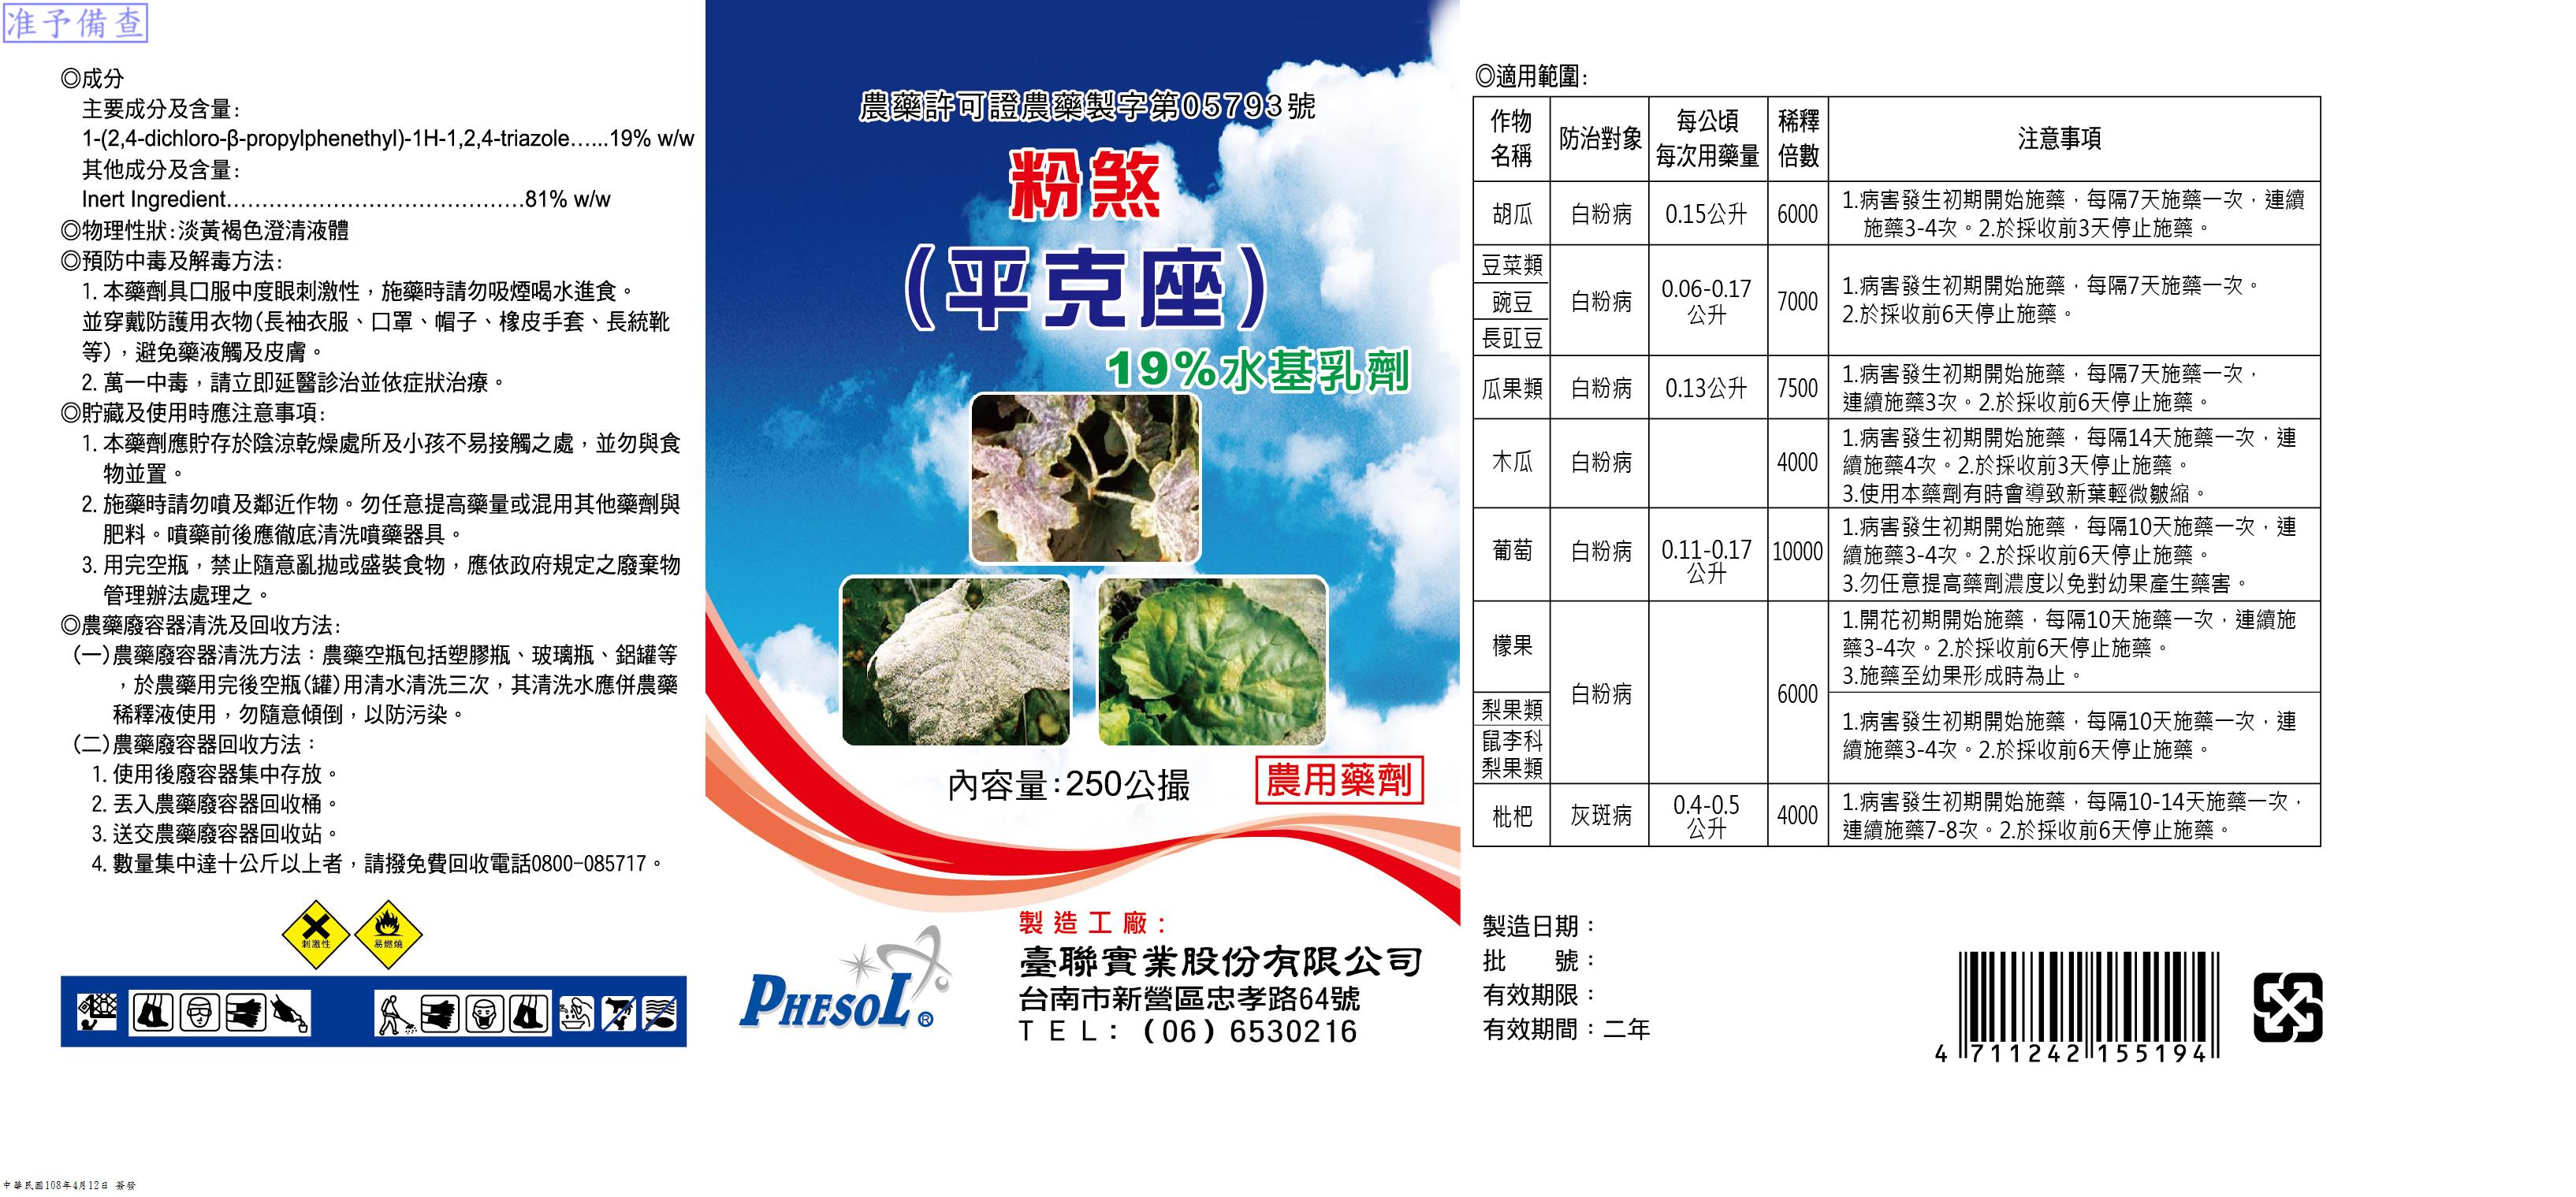 准予備查
◎成分
主要成分及含量:
1-(2,4-dichloro-β-propylphenethyl)-1H-1,2,4-triazole......19% w/w
其他成分及含量:
Inert Ingredient..........................................81% w/w
◎物理性狀:淡黃褐色澄清液體
◎預防中毒及解毒方法:
1. 本藥劑具口服中度眼刺激性，施藥時請勿吸煙喝水進食。
並穿戴防護用衣物(長袖衣服、口罩、帽子、橡皮手套、長統靴
等)，避免藥液觸及皮膚。
2. 萬一中毒，請立即延醫診治並依症狀治療。
◎貯藏及使用時應注意事項:
1. 本藥劑應貯存於陰涼乾燥處所及小孩不易接觸之處，並勿與食
物並置。
2. 施藥時請勿噴及鄰近作物。勿任意提高藥量或混用其他藥劑與
肥料。噴藥前後應徹底清洗噴藥器具。
3. 用完空瓶，禁止隨意亂拋或盛裝食物，應依政府規定之廢棄物
管理辦法處理之。
◎農藥廢容器清洗及回收方法:
(一)農藥廢容器清洗方法：農藥空瓶包括塑膠瓶、玻璃瓶、鋁罐等
，於農藥用完後空瓶(罐)用清水清洗三次，其清洗水應併農藥
稀釋液使用，勿隨意傾倒，以防污染。
(二)農藥廢容器回收方法：
1. 使用後廢容器集中存放。
2. 丟入農藥廢容器回收桶。
3. 送交農藥廢容器回收站。
4. 數量集中達十公斤以上者，請撥免費回收電話0800-085717。
刺激性
易燃燒
農藥許可證農藥製字第05793號
粉煞
(平克座)
19%水基乳劑
內容量:250公撮
農用藥劑
PHESOL®
製造工廠:
臺聯實業股份有限公司
台南市新營區忠孝路64號
TEL: (06) 6530216
◎適用範圍:
作物名稱 防治對象 每公頃每次用藥量 稀釋倍數 注意事項
胡瓜 白粉病 0.15公升 6000 1.病害發生初期開始施藥，每隔7天施藥一次，連續
施藥3-4次。2.於採收前3天停止施藥。
豆菜類
豌豆
長豇豆
白粉病 0.06-0.17公升 7000 1.病害發生初期開始施藥，每隔7天施藥一次。
2.於採收前6天停止施藥。
瓜果類 白粉病 0.13公升 7500 1.病害發生初期開始施藥，每隔7天施藥一次，
連續施藥3次。2.於採收前6天停止施藥。
木瓜 白粉病 4000 1.病害發生初期開始施藥，每隔14天施藥一次，連
續施藥4次。2.於採收前3天停止施藥。
3.使用本藥劑有時會導致新葉輕微皺縮。
葡萄 白粉病 0.11-0.17公升 10000 1.病害發生初期開始施藥，每隔10天施藥一次，連
續施藥3-4次。2.於採收前6天停止施藥。
3.勿任意提高藥劑濃度以免對幼果產生藥害。
檬果 白粉病 6000 1.開花初期開始施藥，每隔10天施藥一次，連續施
藥3-4次。2.於採收前6天停止施藥。
3.施藥至幼果形成時為止。
梨果類
鼠李科
梨果類
1.病害發生初期開始施藥，每隔10天施藥一次，連
續施藥3-4次。2.於採收前6天停止施藥。
枇杷 灰斑病 0.4-0.5公升 4000 1.病害發生初期開始施藥，每隔10-14天施藥一次，
連續施藥7-8次。2.於採收前6天停止施藥。
製造日期：
批 號：
有效期限：
有效期間：二年
4 711242 155194
中華民國108年4月12日 簽發